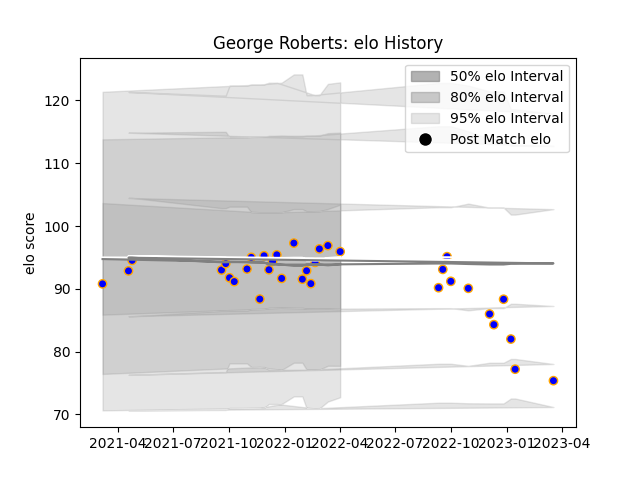 George Roberts: elo History
50% elo Interval
80% elo Interval
95% elo Interval
Post Match elo
elo score
120
110
100
90
80
70
2021-04 2021-07 2021-10 2022-01 2022-04 2022-07 2022-10 2023-01 2023-04